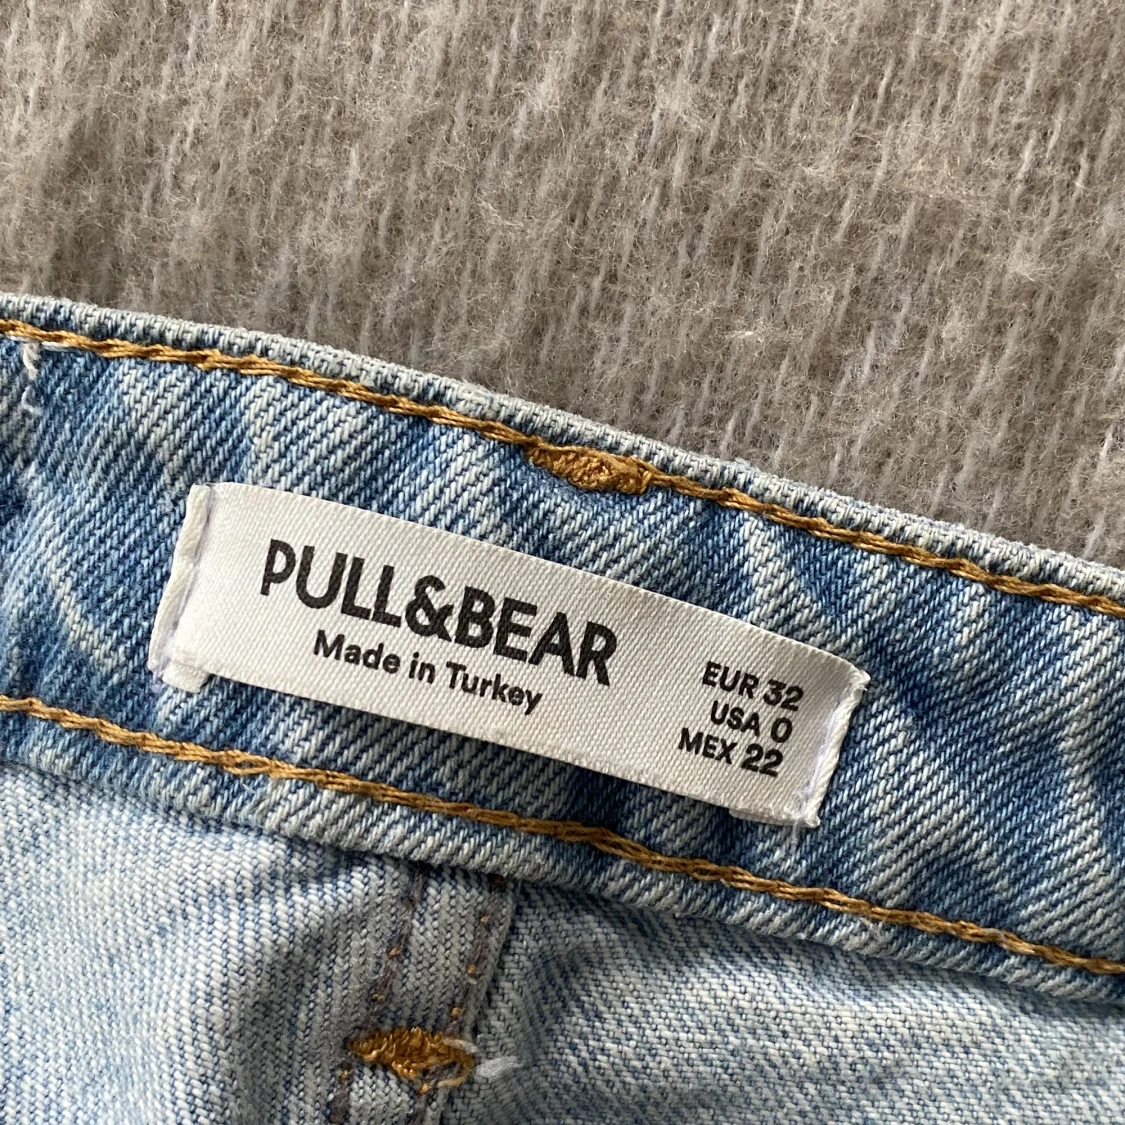 PULL&BEAR
Made in Turkey
EUR 32
USA 0
MEX 22